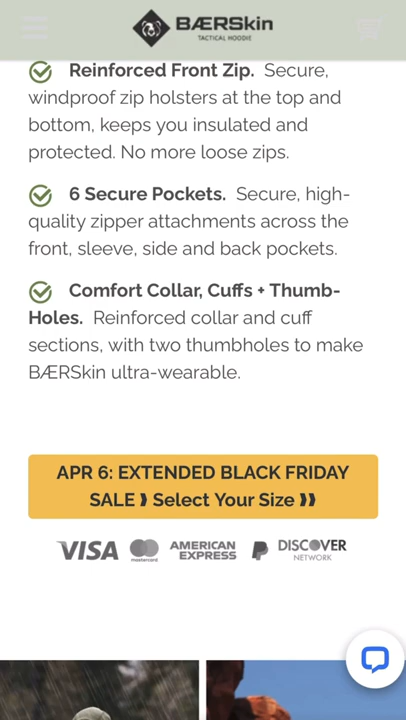 BÆRSkin
TACTICAL HOODIE
Reinforced Front Zip. Secure,
windproof zip holsters at the top and
bottom, keeps you insulated and
protected. No more loose zips.
6 Secure Pockets. Secure, high-
quality zipper attachments across the
front, sleeve, side and back pockets.
Comfort Collar, Cuffs + Thumb-
Holes. Reinforced collar and cuff
sections, with two thumbholes to make
BÆRSkin ultra-wearable.
APR 6: EXTENDED BLACK FRIDAY
SALE ⟫ Select Your Size ⟫⟫
VISA mastercard AMERICAN EXPRESS DISCOVER NETWORK